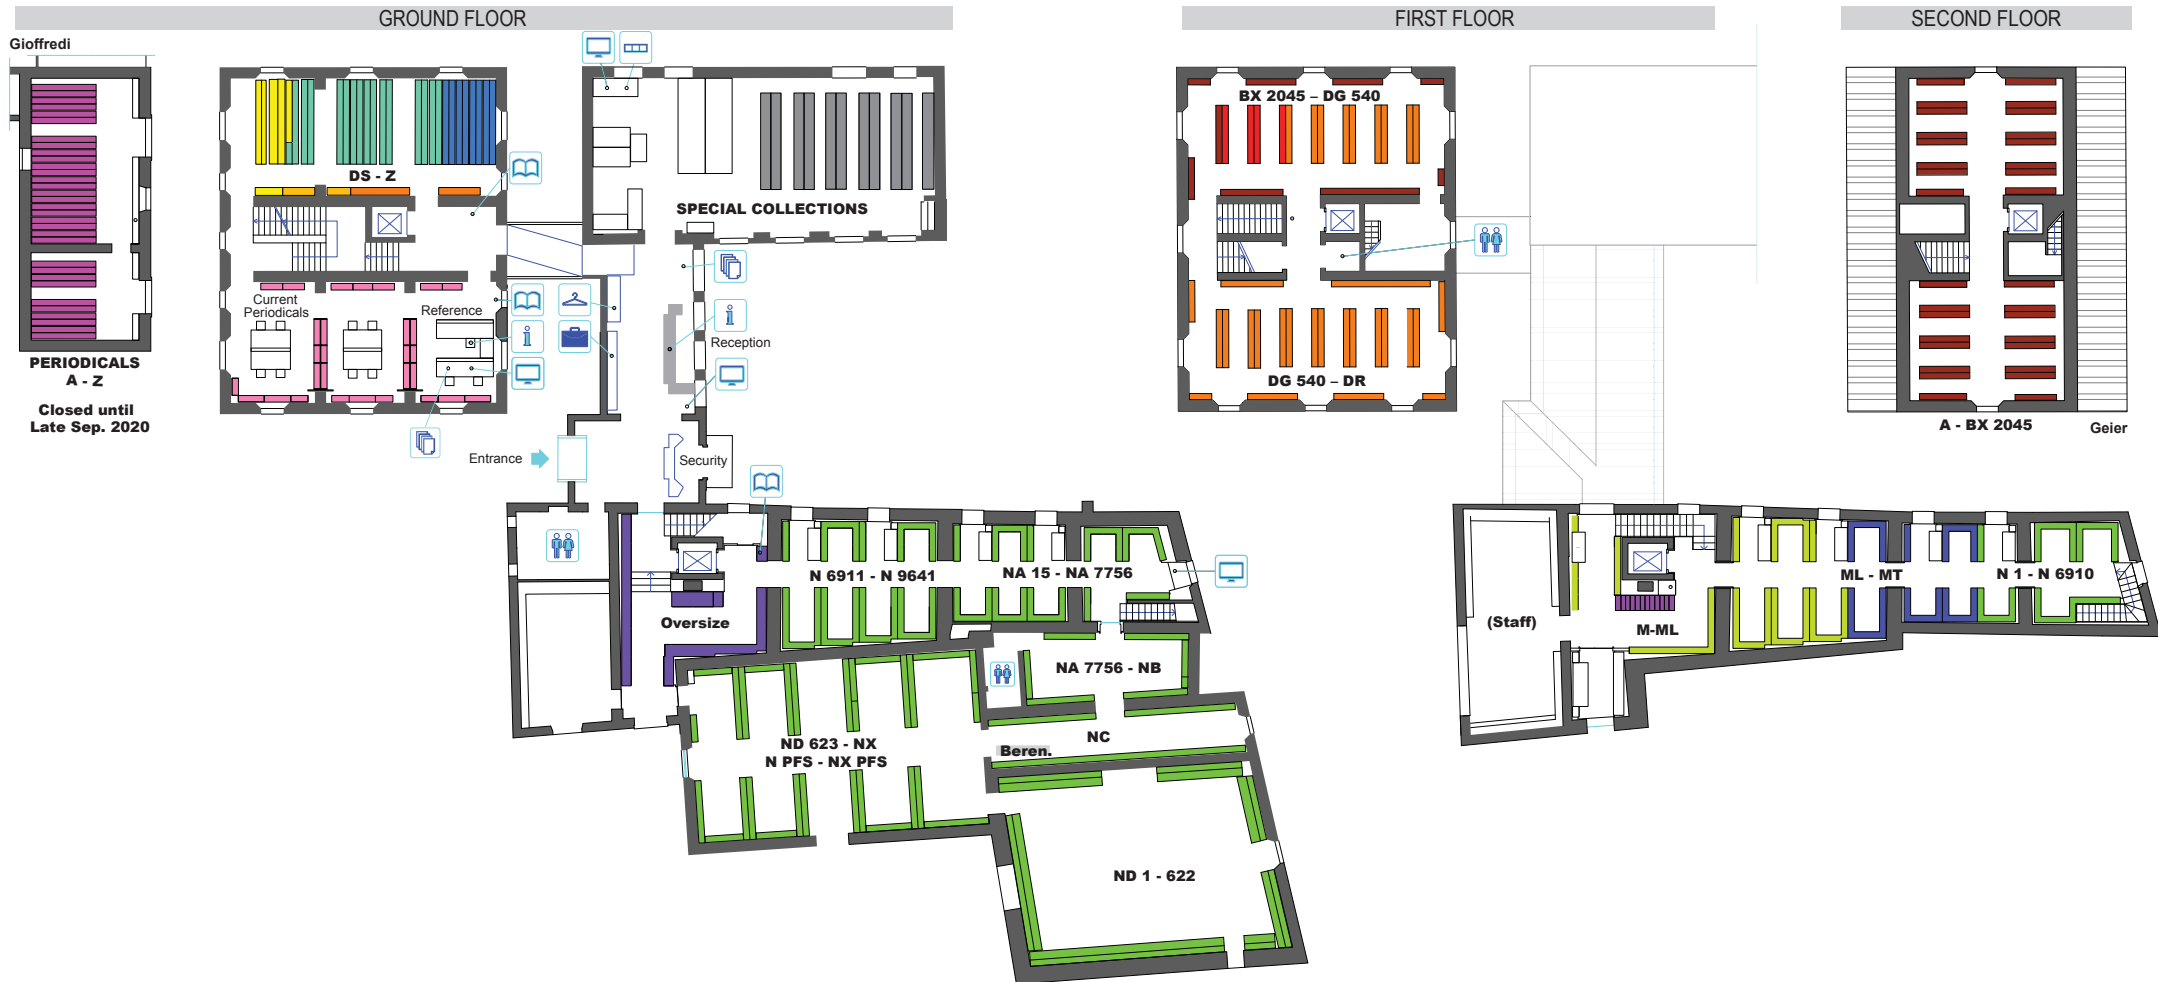 GROUND FLOOR
FIRST FLOOR
SECOND FLOOR
Gioffredi
PERIODICALS
A - Z
Closed until
Late Sep. 2020
DS - Z
Current
Periodicals
Reference
SPECIAL COLLECTIONS
Reception
Entrance
Security
Oversize
N 6911 - N 9641
NA 15 - NA 7756
NA 7756 - NB
NC
Beren.
ND 623 - NX
N PFS - NX PFS
ND 1 - 622
BX 2045 – DG 540
DG 540 – DR
(Staff)
M-ML
ML - MT
N 1 - N 6910
A - BX 2045
Geier